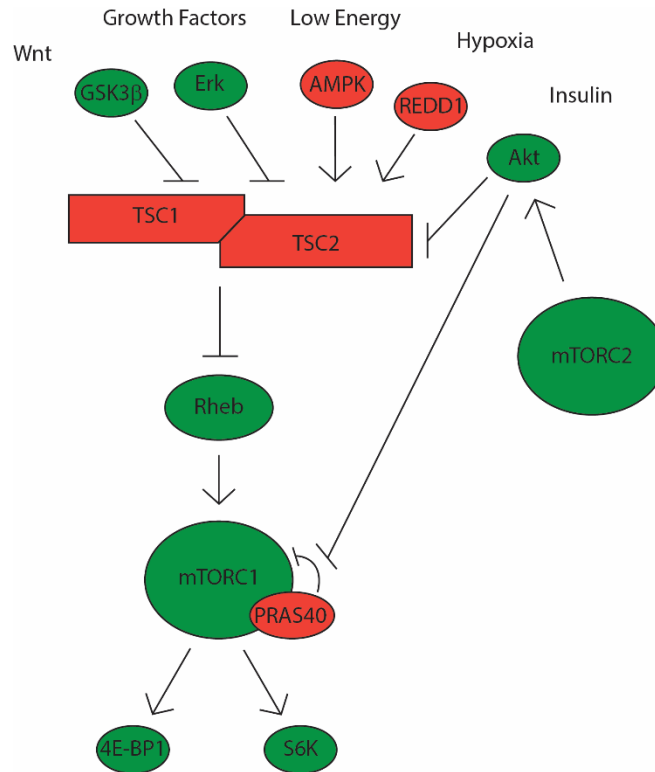 Growth Factors
Low Energy
Wnt
Hypoxia
GSK3β
Erk
AMPK
REDD1
Insulin
Akt
TSC1
TSC2
mTORC2
Rheb
mTORC1
PRAS40
4E-BP1
S6K